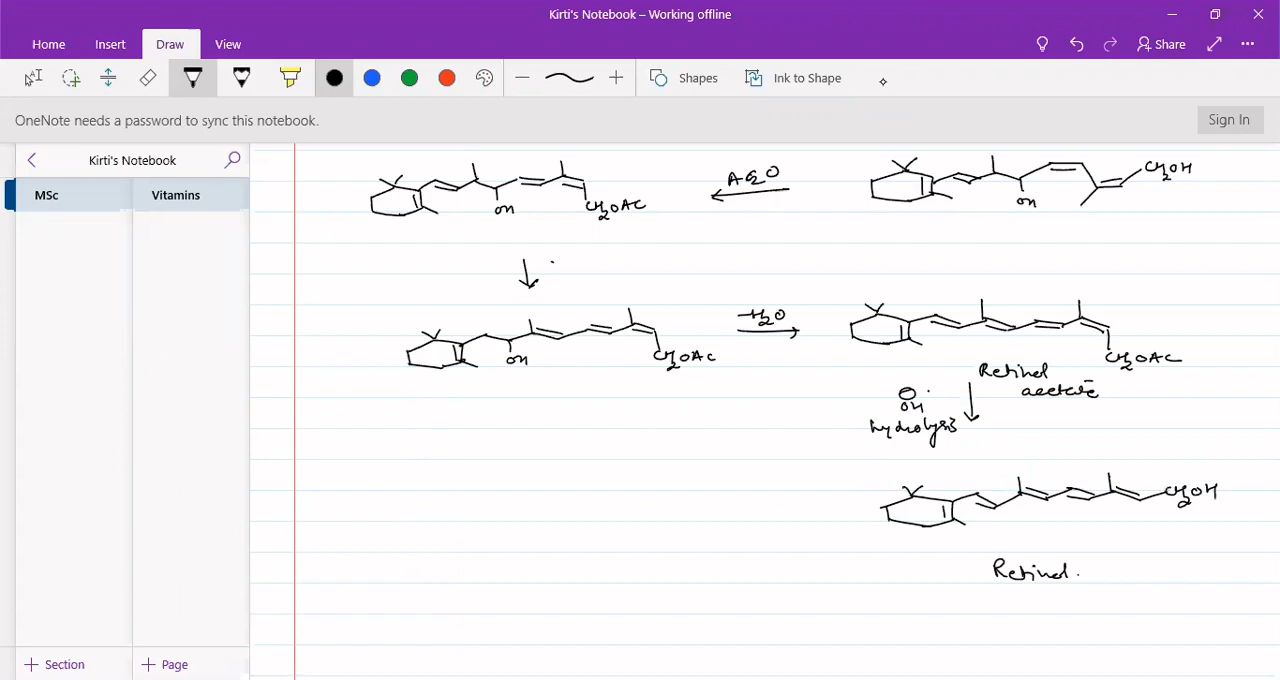 Kirti's Notebook – Working offline
Home Insert Draw View
Share
Shapes Ink to Shape
OneNote needs a password to sync this notebook.
Sign In
Kirti's Notebook
MSc
Vitamins
OH
CH2OAC
Ac2O
CH2OH
OH
OH
CH2OAC
-H2O
CH2OAC
Retinol
acetate
OH
hydrolysis
CH2OH
Retinol.
Section
Page